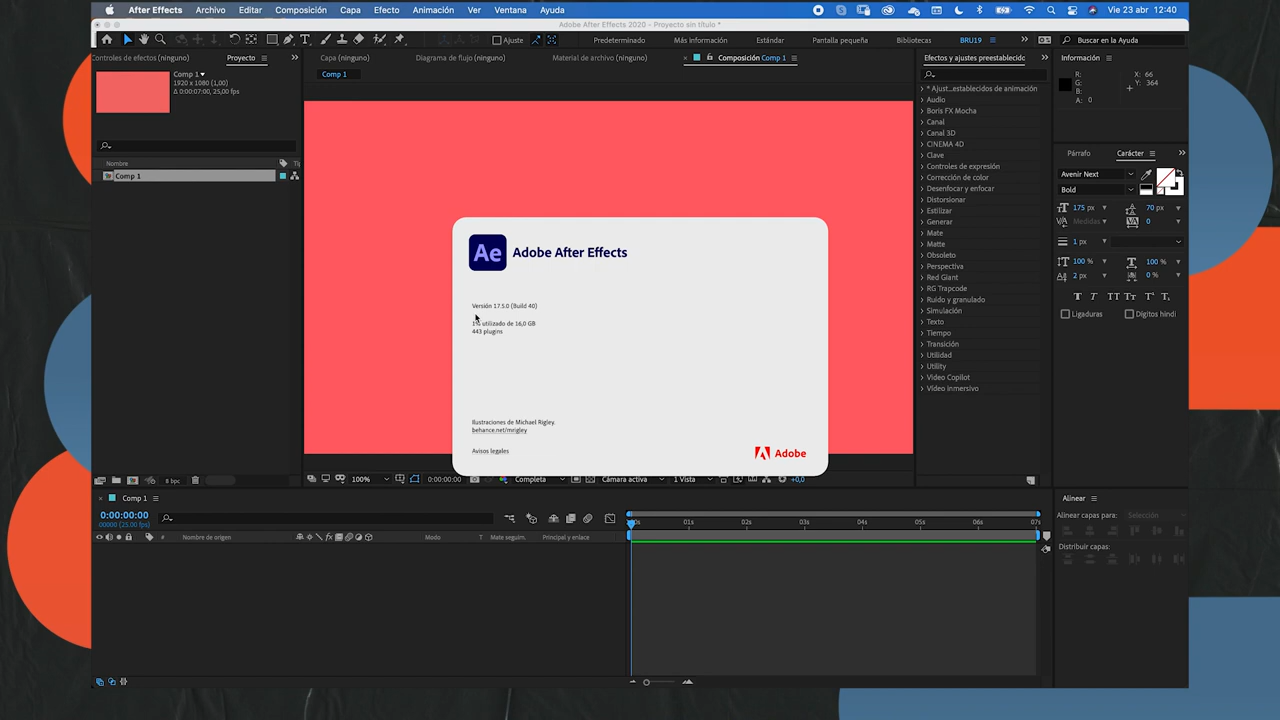 After Effects Archivo Editar Composición Capa Efecto Animación Ver Ventana Ayuda Vie 23 abr 12:40
Adobe After Effects 2020 - Proyecto sin título *
Ajuste Predeterminado Más Información Estándar Pantalla pequeña Bibliotecas BRU19 Buscar en la Ayuda
Controles de efectos (ninguno) Proyecto Capa (ninguno) Diagrama de flujo (ninguno) Material de archivo (ninguno) Composición Comp 1 Efectos y ajustes preestablecidc Información
Comp 1
1920 x 1080 (1,00)
Δ 0:00:07:00, 25,00 fps
Comp 1
Nombre Tip
Comp 1
8 bpc
* Ajust...establecidos de animación
Audio
Boris FX Mocha
Canal
Canal 3D
CINEMA 4D
Clave
Controles de expresión
Corrección de color
Desenfocar y enfocar
Distorsionar
Estilizar
Generar
Mate
Matte
Obsoleto
Perspectiva
Red Giant
RG Trapcode
Ruido y granulado
Simulación
Texto
Tiempo
Transición
Utilidad
Utility
Video Copilot
Vídeo inmersivo
R:
G:
B:
A: 0
X: 66
Y: 364
Párrafo Carácter
Avenir Next
Bold
175 px 70 px
Medidas 0
1 px
100 % 100 %
2 px 0 %
T T TT Tт T¹ T₁
Ligaduras Dígitos hindi
Ae Adobe After Effects
Versión 17.5.0 (Build 40)
1% utilizado de 16,0 GB
443 plugins
Ilustraciones de Michael Rigley.
behance.net/mrigley
Avisos legales
Adobe
100% 0:00:00:00 Completa Cámara activa 1 Vista +0,0
Comp 1
0:00:00:00
00000 (25.00 fps)
Nombre de origen Modo T Mate seguim. Principal y enlace
01s 02s 03s 04s 05s 06s 07s
Alinear
Alinear capas para: Selección
Distribuir capas: